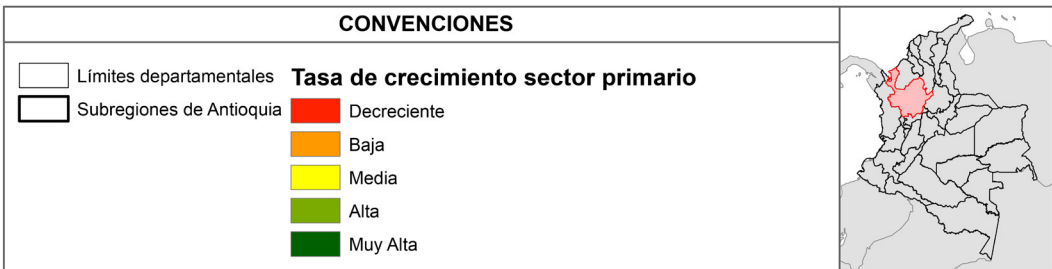 CONVENCIONES
Límites departamentales
Subregiones de Antioquia
Tasa de crecimiento sector primario
Decreciente
Baja
Media
Alta
Muy Alta